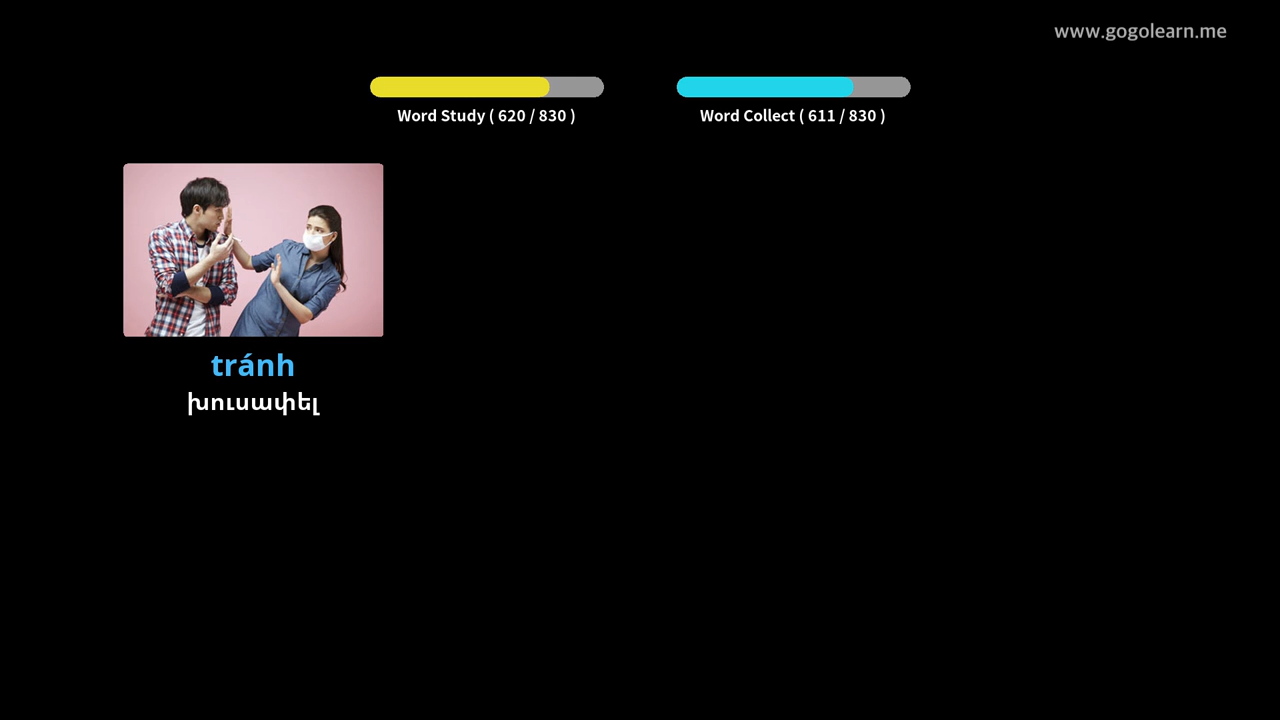 www.gogolearn.me
Word Study ( 620 / 830 )
Word Collect ( 611 / 830 )
tránh
խուսափել